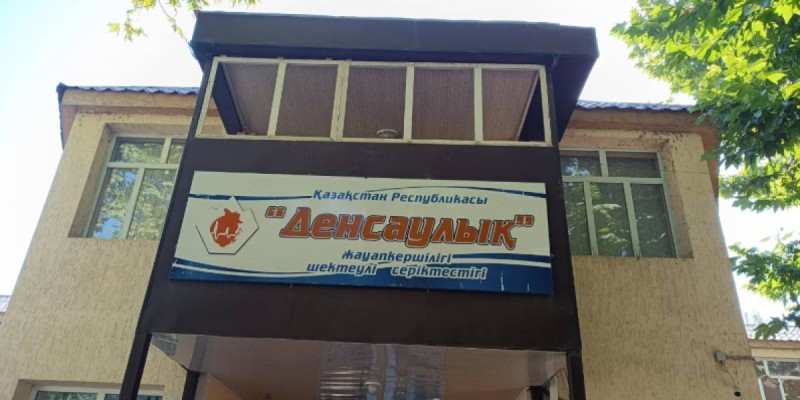 Қазақстан Республикасы
"Денсаулық"
жауапкершілігі
шектеулі серіктестігі